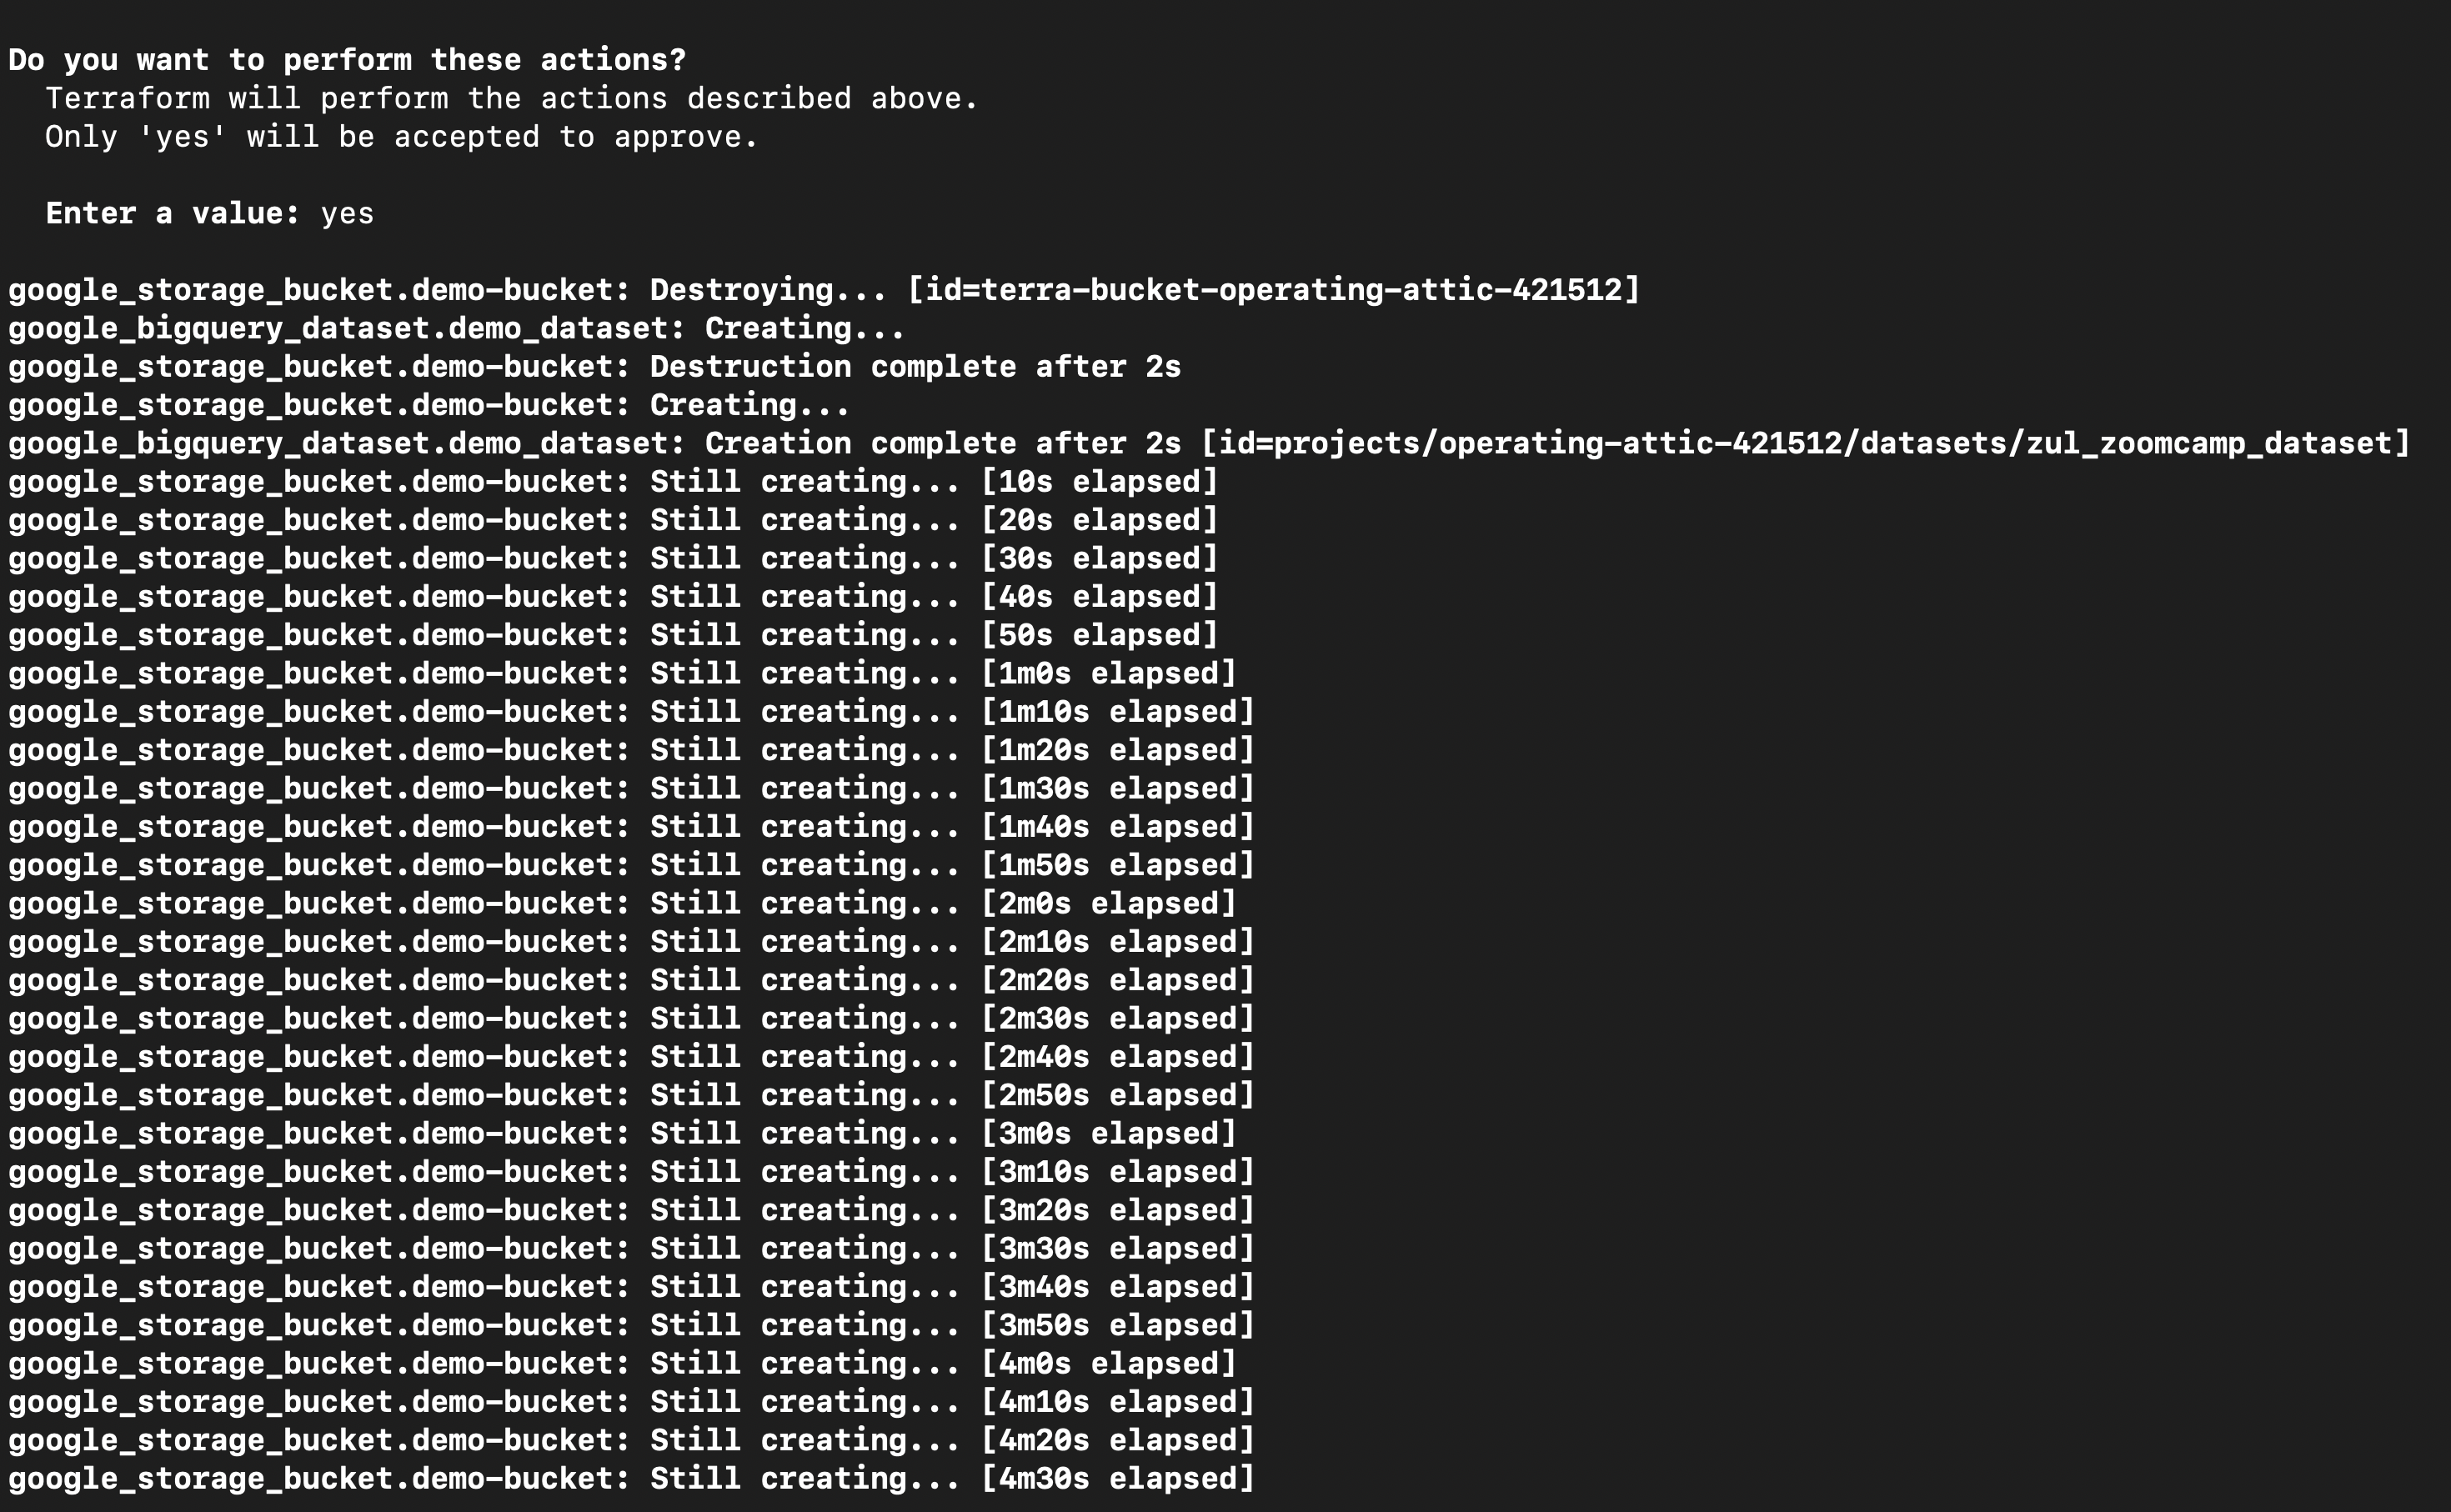 Do you want to perform these actions?
Terraform will perform the actions described above.
Only 'yes' will be accepted to approve.
Enter a value: yes
google_storage_bucket.demo-bucket: Destroying... [id=terra-bucket-operating-attic-421512]
google_bigquery_dataset.demo_dataset: Creating...
google_storage_bucket.demo-bucket: Destruction complete after 2s
google_storage_bucket.demo-bucket: Creating...
google_bigquery_dataset.demo_dataset: Creation complete after 2s [id=projects/operating-attic-421512/datasets/zul_zoomcamp_dataset]
google_storage_bucket.demo-bucket: Still creating... [10s elapsed]
google_storage_bucket.demo-bucket: Still creating... [20s elapsed]
google_storage_bucket.demo-bucket: Still creating... [30s elapsed]
google_storage_bucket.demo-bucket: Still creating... [40s elapsed]
google_storage_bucket.demo-bucket: Still creating... [50s elapsed]
google_storage_bucket.demo-bucket: Still creating... [1m0s elapsed]
google_storage_bucket.demo-bucket: Still creating... [1m10s elapsed]
google_storage_bucket.demo-bucket: Still creating... [1m20s elapsed]
google_storage_bucket.demo-bucket: Still creating... [1m30s elapsed]
google_storage_bucket.demo-bucket: Still creating... [1m40s elapsed]
google_storage_bucket.demo-bucket: Still creating... [1m50s elapsed]
google_storage_bucket.demo-bucket: Still creating... [2m0s elapsed]
google_storage_bucket.demo-bucket: Still creating... [2m10s elapsed]
google_storage_bucket.demo-bucket: Still creating... [2m20s elapsed]
google_storage_bucket.demo-bucket: Still creating... [2m30s elapsed]
google_storage_bucket.demo-bucket: Still creating... [2m40s elapsed]
google_storage_bucket.demo-bucket: Still creating... [2m50s elapsed]
google_storage_bucket.demo-bucket: Still creating... [3m0s elapsed]
google_storage_bucket.demo-bucket: Still creating... [3m10s elapsed]
google_storage_bucket.demo-bucket: Still creating... [3m20s elapsed]
google_storage_bucket.demo-bucket: Still creating... [3m30s elapsed]
google_storage_bucket.demo-bucket: Still creating... [3m40s elapsed]
google_storage_bucket.demo-bucket: Still creating... [3m50s elapsed]
google_storage_bucket.demo-bucket: Still creating... [4m0s elapsed]
google_storage_bucket.demo-bucket: Still creating... [4m10s elapsed]
google_storage_bucket.demo-bucket: Still creating... [4m20s elapsed]
google_storage_bucket.demo-bucket: Still creating... [4m30s elapsed]